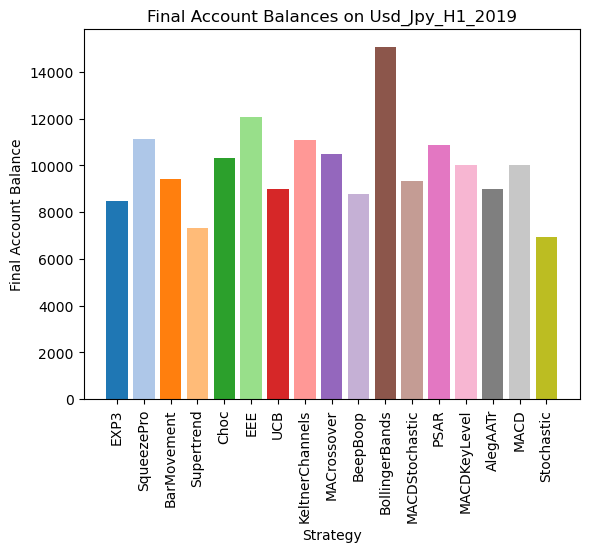 Final Account Balances on Usd_Jpy_H1_2019
Final Account Balance
14000
12000
10000
8000
6000
4000
2000
0
EXP3
SqueezePro
BarMovement
Supertrend
Choc
EEE
UCB
KeltnerChannels
MACrossover
BeepBoop
BollingerBands
MACDStochastic
PSAR
MACDKeyLevel
AlegAATr
MACD
Stochastic
Strategy